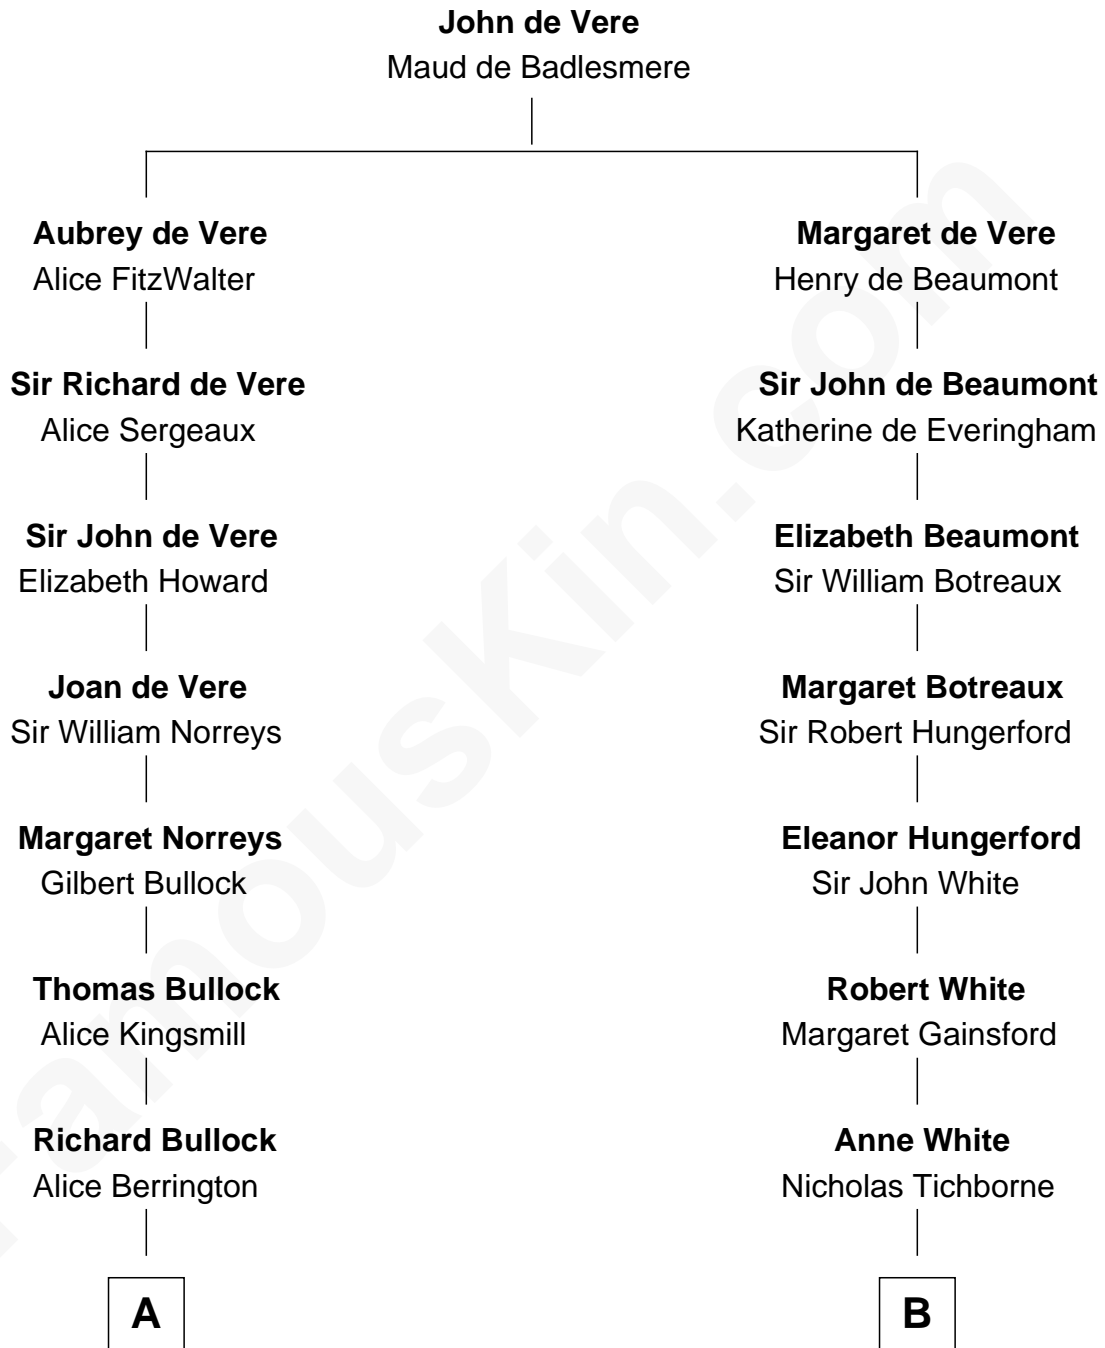 John de Vere
Maud de Badlesmere
Aubrey de Vere
Alice FitzWalter
Margaret de Vere
Henry de Beaumont
Sir Richard de Vere
Alice Sergeaux
Sir John de Beaumont
Katherine de Everingham
Sir John de Vere
Elizabeth Howard
Elizabeth Beaumont
Sir William Botreaux
Joan de Vere
Sir William Norreys
Margaret Botreaux
Sir Robert Hungerford
Margaret Norreys
Gilbert Bullock
Eleanor Hungerford
Sir John White
Thomas Bullock
Alice Kingsmill
Robert White
Margaret Gainsford
Richard Bullock
Alice Berrington
Anne White
Nicholas Tichborne
A
B
FamousKin.com